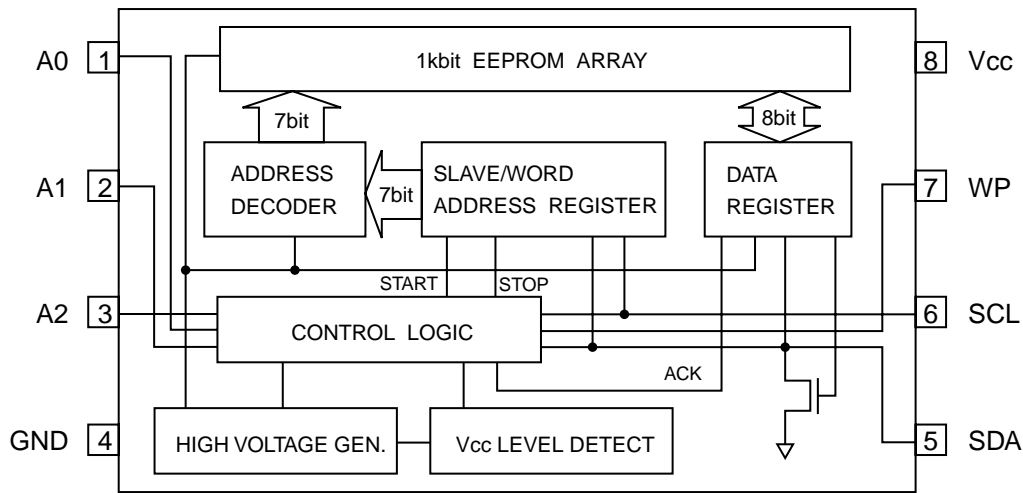 A0 1
1kbit EEPROM ARRAY
8 Vcc
7bit
8bit
A1 2
ADDRESS
DECODER
7bit
SLAVE/WORD
ADDRESS REGISTER
DATA
REGISTER
7 WP
START
STOP
A2 3
CONTROL LOGIC
6 SCL
ACK
GND 4
HIGH VOLTAGE GEN.
Vcc LEVEL DETECT
5 SDA